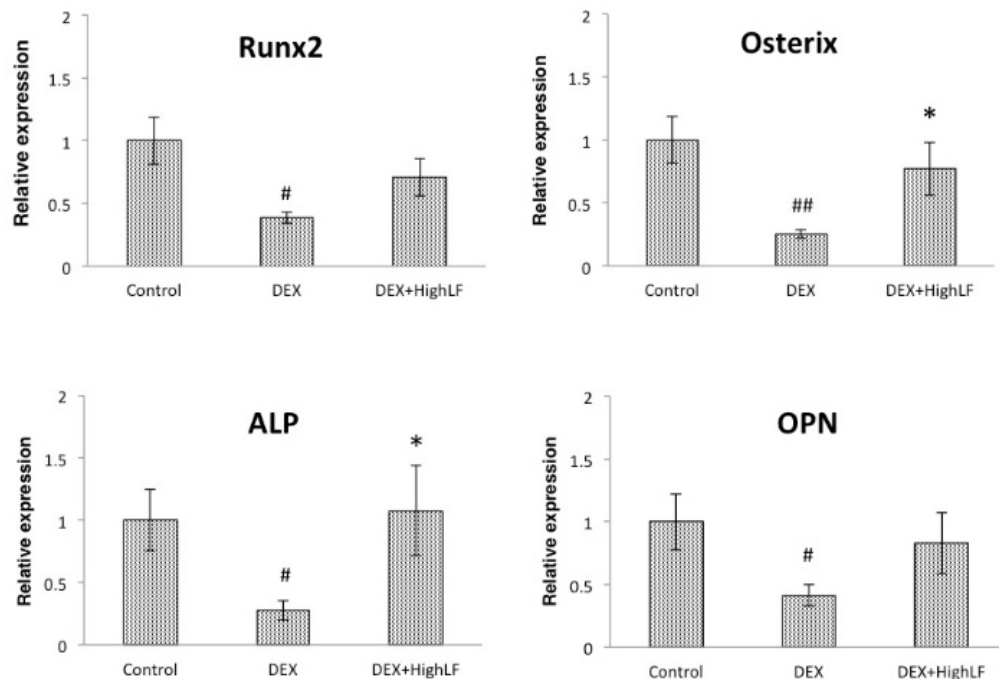 Runx2
Relative expression
2
1.5
1
0.5
0
#
Control DEX DEX+HighLF
Osterix
Relative expression
2
1.5
1
0.5
0
##
*
Control DEX DEX+HighLF
ALP
Relative expression
2
1.5
1
0.5
0
#
*
Control DEX DEX+HighLF
OPN
Relative expression
2
1.5
1
0.5
0
#
Control DEX DEX+HighLF